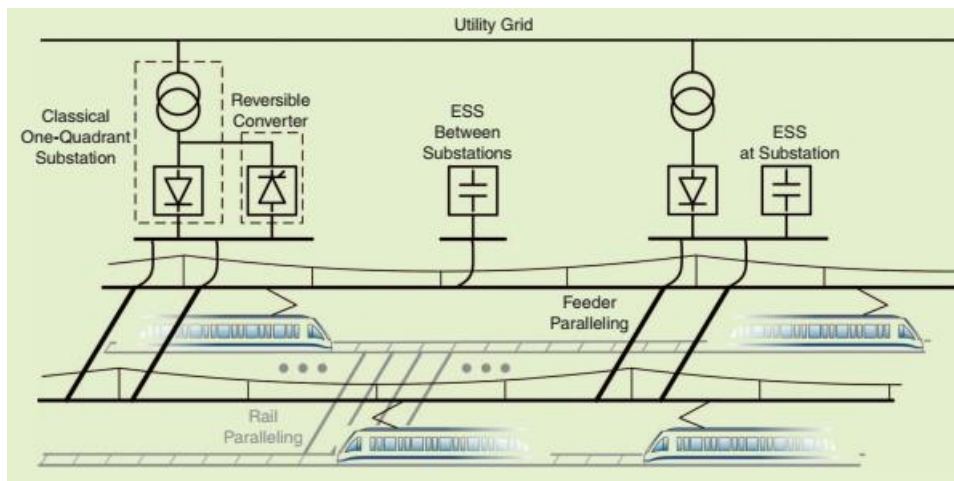 Utility Grid
Classical
One-Quadrant
Substation
Reversible
Converter
ESS
Between
Substations
ESS
at Substation
Feeder
Paralleling
Rail
Paralleling